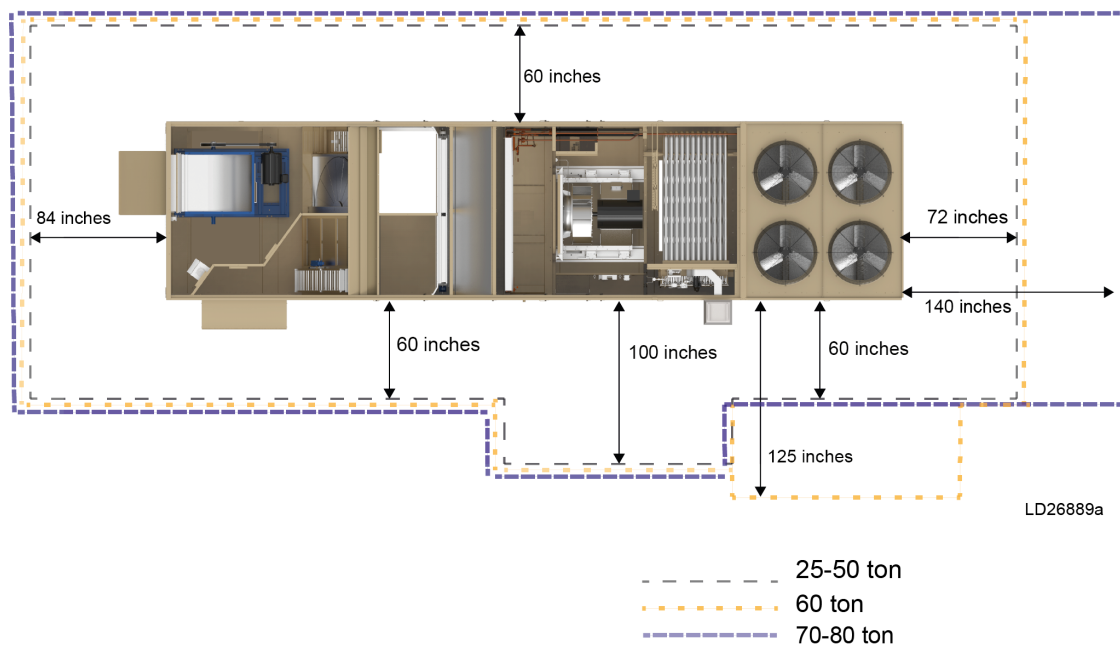 60 inches
84 inches
72 inches
140 inches
60 inches
100 inches
60 inches
125 inches
LD26889a
25-50 ton
60 ton
70-80 ton